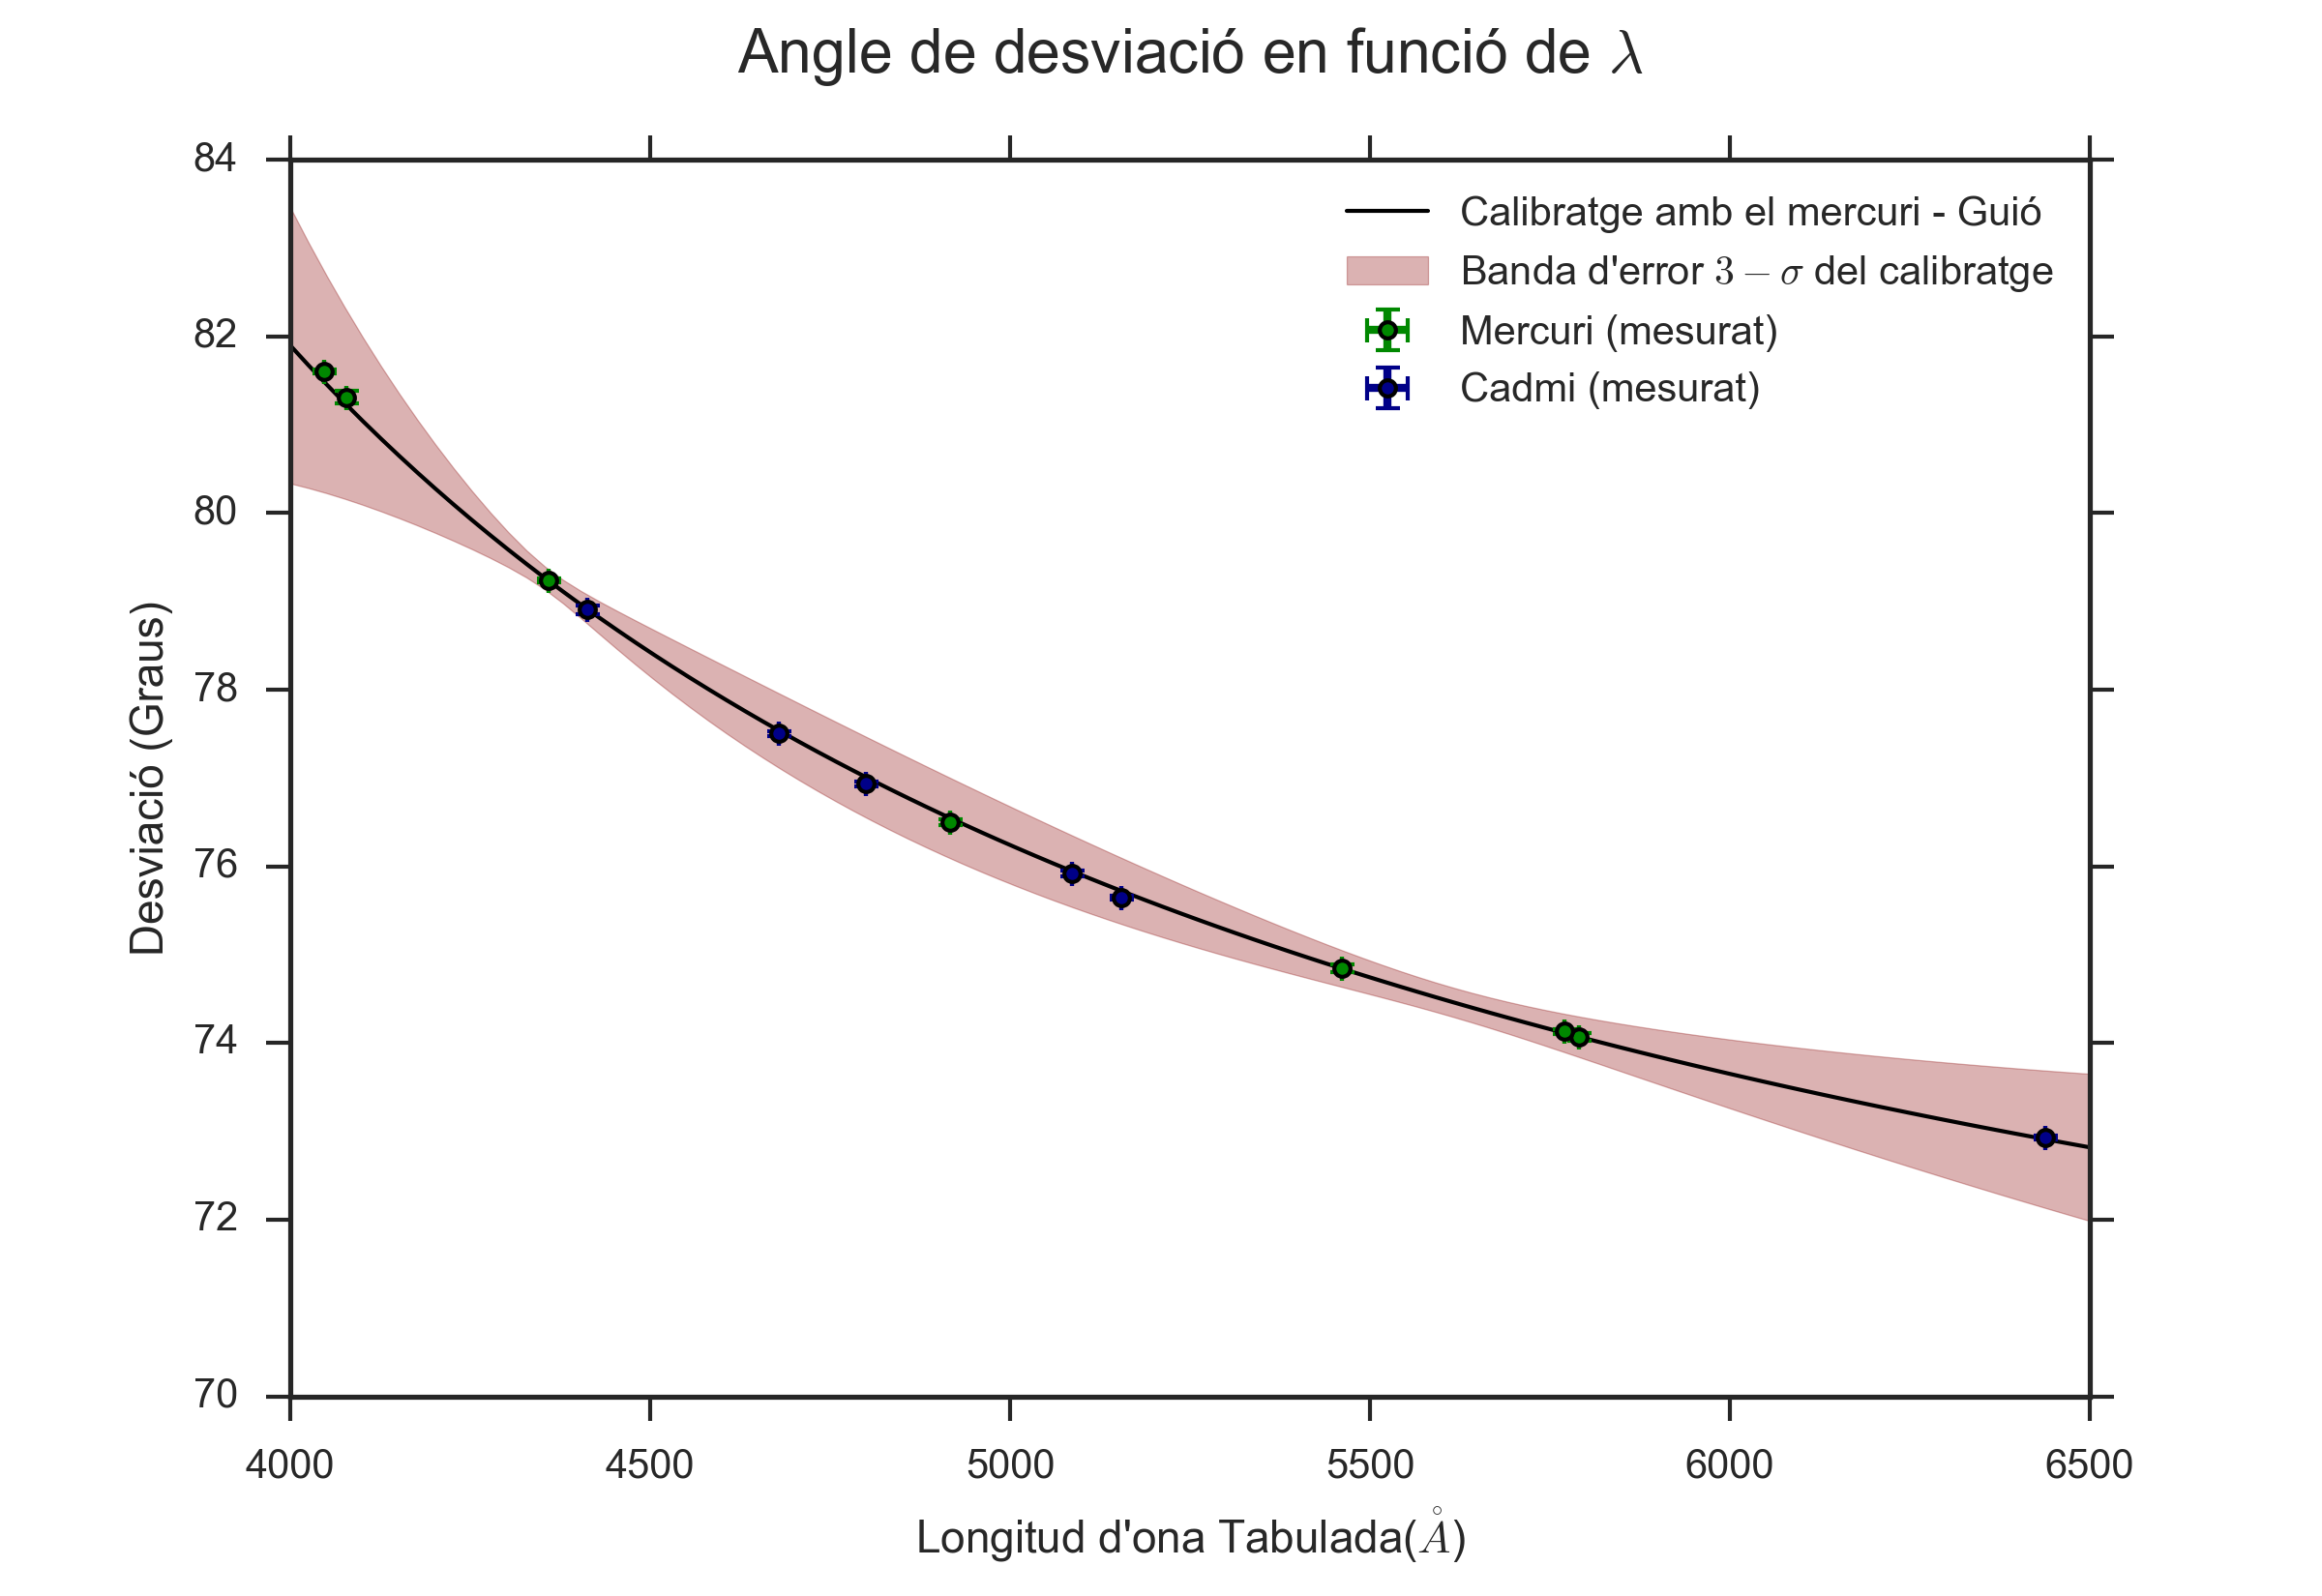 Angle de desviació en funció de λ
84
82
80
78
76
74
72
70
Desviació (Graus)
Calibratge amb el mercuri - Guió
Banda d'error 3 − σ del calibratge
Mercuri (mesurat)
Cadmi (mesurat)
4000 4500 5000 5500 6000 6500
Longitud d'ona Tabulada(Å)